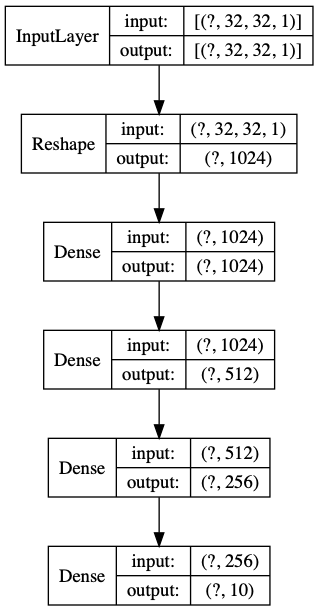 InputLayer
input: [(?, 32, 32, 1)]
output: [(?, 32, 32, 1)]
Reshape
input: (?, 32, 32, 1)
output: (?, 1024)
Dense
input: (?, 1024)
output: (?, 1024)
Dense
input: (?, 1024)
output: (?, 512)
Dense
input: (?, 512)
output: (?, 256)
Dense
input: (?, 256)
output: (?, 10)